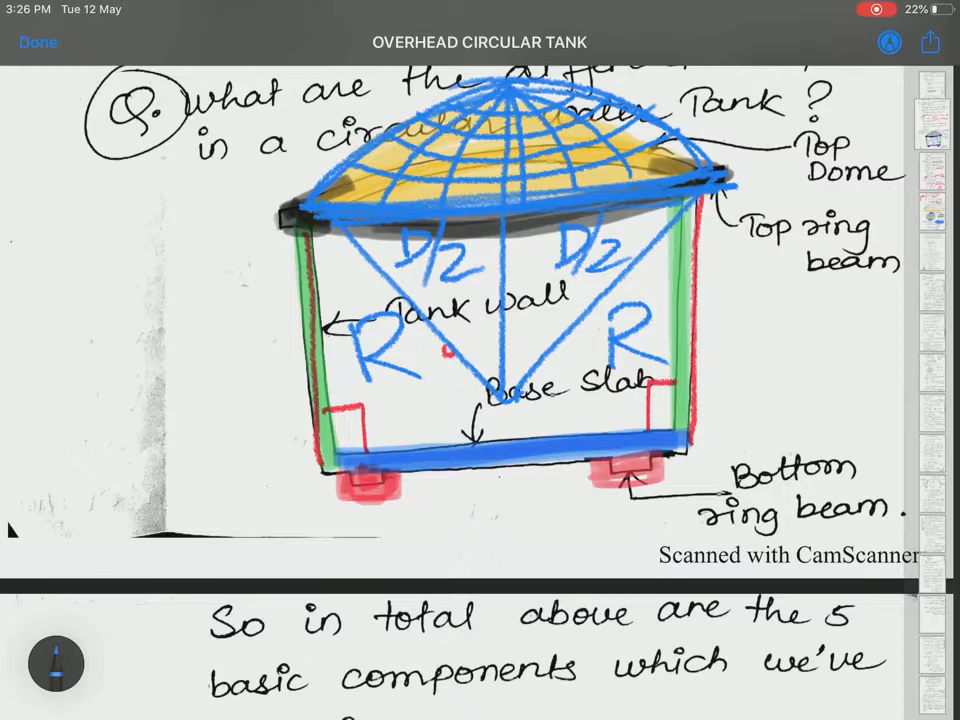 3:26 PM Tue 12 May
22%
Done
OVERHEAD CIRCULAR TANK
Q. What are the
in a Tank ?
Top
Dome
Top ring
beam
D/2 D/2
Tank wall
R R
Base Slab
Bottom
ring beam.
Scanned with CamScanner
So in total above are the 5
basic components which we've